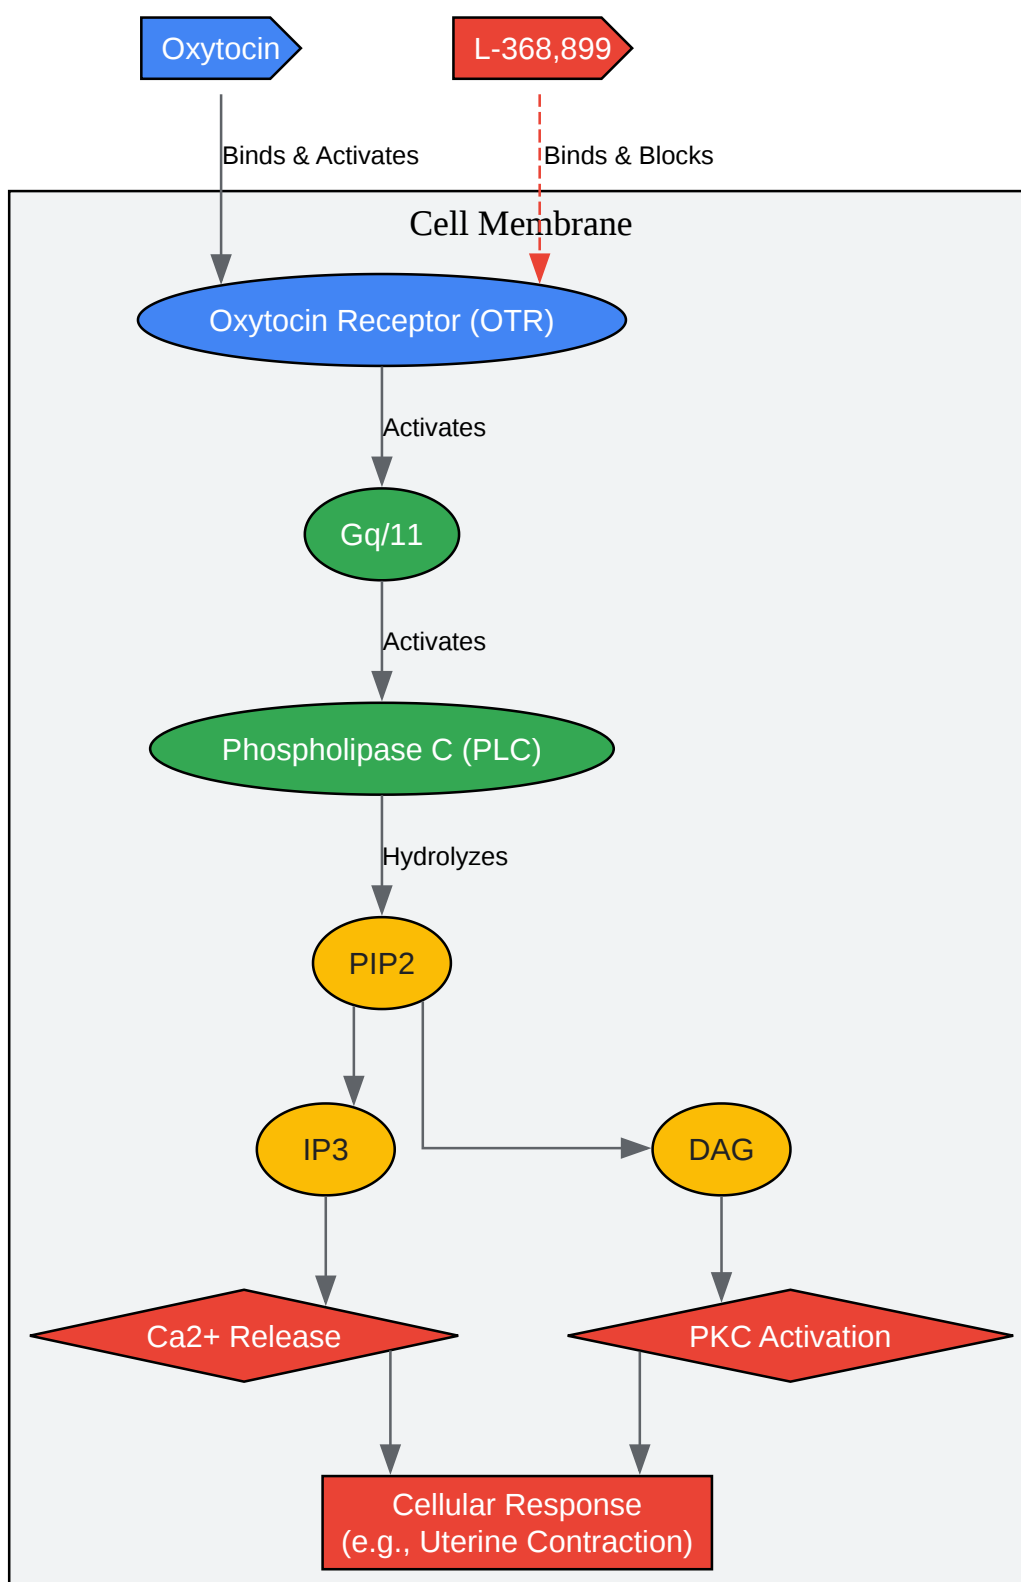 Oxytocin
L-368,899
Binds & Activates
Binds & Blocks
Cell Membrane
Oxytocin Receptor (OTR)
Activates
Gq/11
Activates
Phospholipase C (PLC)
Hydrolyzes
PIP2
IP3
DAG
Ca2+ Release
PKC Activation
Cellular Response
(e.g., Uterine Contraction)